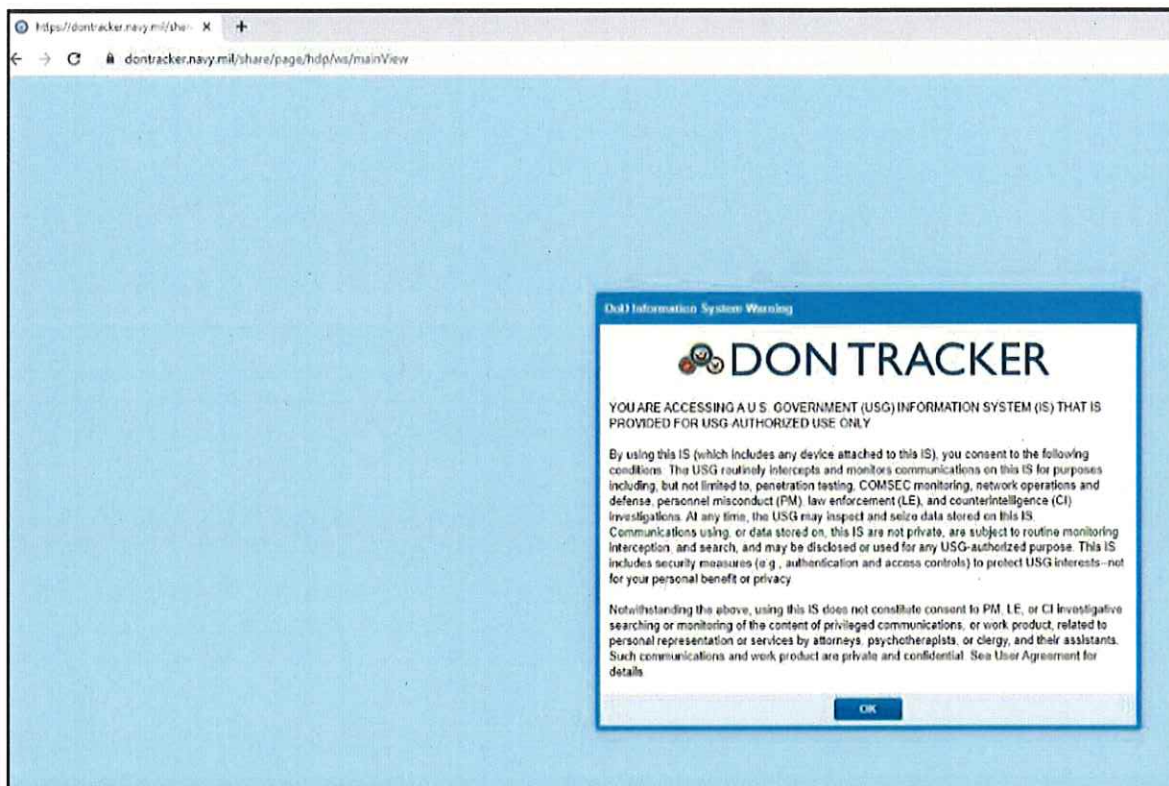 https://dontracker.navy.mil/shar
dontracker.navy.mil/share/page/hdp/ws/mainView
DoD Information System Warning
DON TRACKER
YOU ARE ACCESSING A U.S. GOVERNMENT (USG) INFORMATION SYSTEM (IS) THAT IS
PROVIDED FOR USG-AUTHORIZED USE ONLY
By using this IS (which includes any device attached to this IS), you consent to the following
conditions. The USG routinely intercepts and monitors communications on this IS for purposes
including, but not limited to, penetration testing, COMSEC monitoring, network operations and
defense, personnel misconduct (PM), law enforcement (LE), and counterintelligence (CI)
investigations. At any time, the USG may inspect and seize data stored on this IS.
Communications using, or data stored on, this IS are not private, are subject to routine monitoring
interception, and search, and may be disclosed or used for any USG-authorized purpose. This IS
includes security measures (e.g., authentication and access controls) to protect USG interests--not
for your personal benefit or privacy
Notwithstanding the above, using this IS does not constitute consent to PM, LE, or CI investigative
searching or monitoring of the content of privileged communications, or work product, related to
personal representation or services by attorneys, psychotherapists, or clergy, and their assistants.
Such communications and work product are private and confidential. See User Agreement for
details
OK